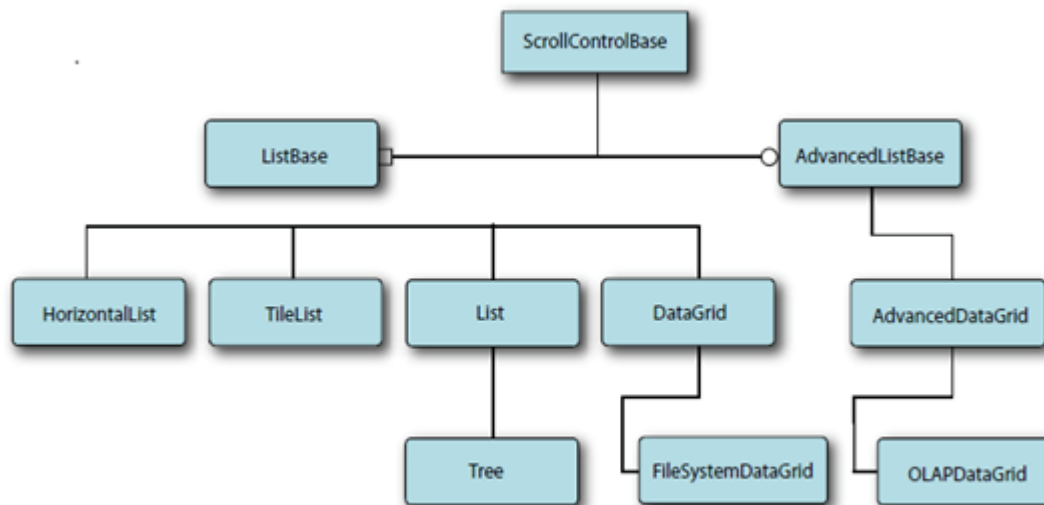 ScrollControlBase
ListBase
AdvancedListBase
HorizontalList
TileList
List
DataGrid
AdvancedDataGrid
Tree
FileSystemDataGrid
OLAPDataGrid